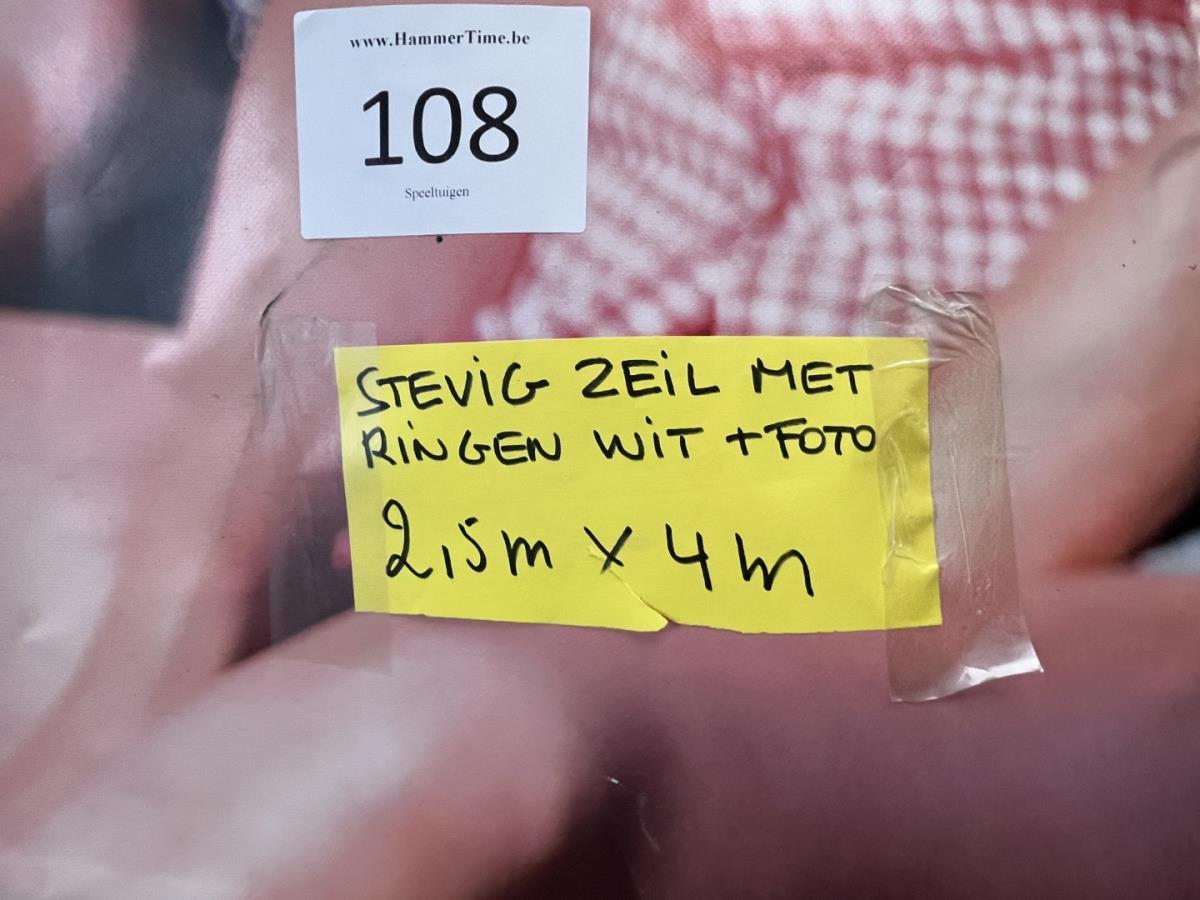 www.HammerTime.be
108
Speeltuigen
STEViG ZEiL MET
RiNGEN WiT + FOTO
2,5m x 4m